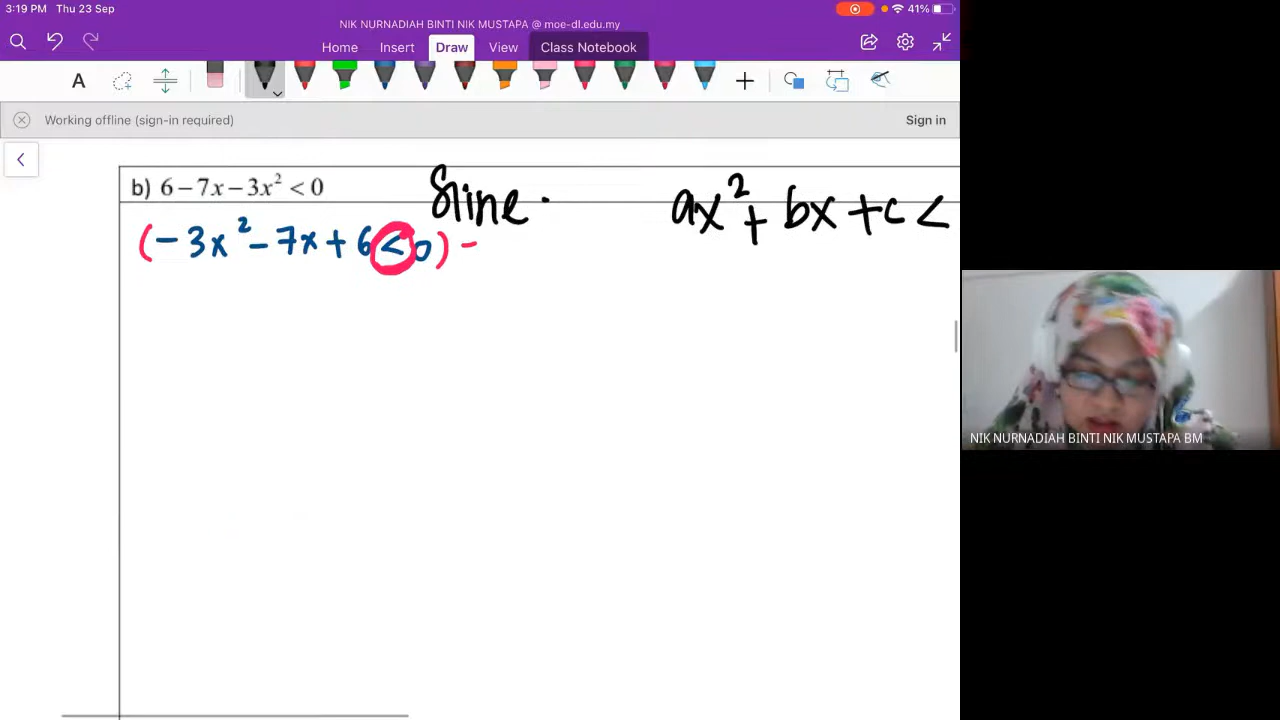 3:19 PM Thu 23 Sep
41%
NIK NURNADIAH BINTI NIK MUSTAPA @ moe-dl.edu.my
Home Insert Draw View Class Notebook
A
Working offline (sign-in required) Sign in
b) 6 – 7x – 3x² < 0
ax² + bx + c <
(-3x² - 7x + 6 < 0) -
NIK NURNADIAH BINTI NIK MUSTAPA BM